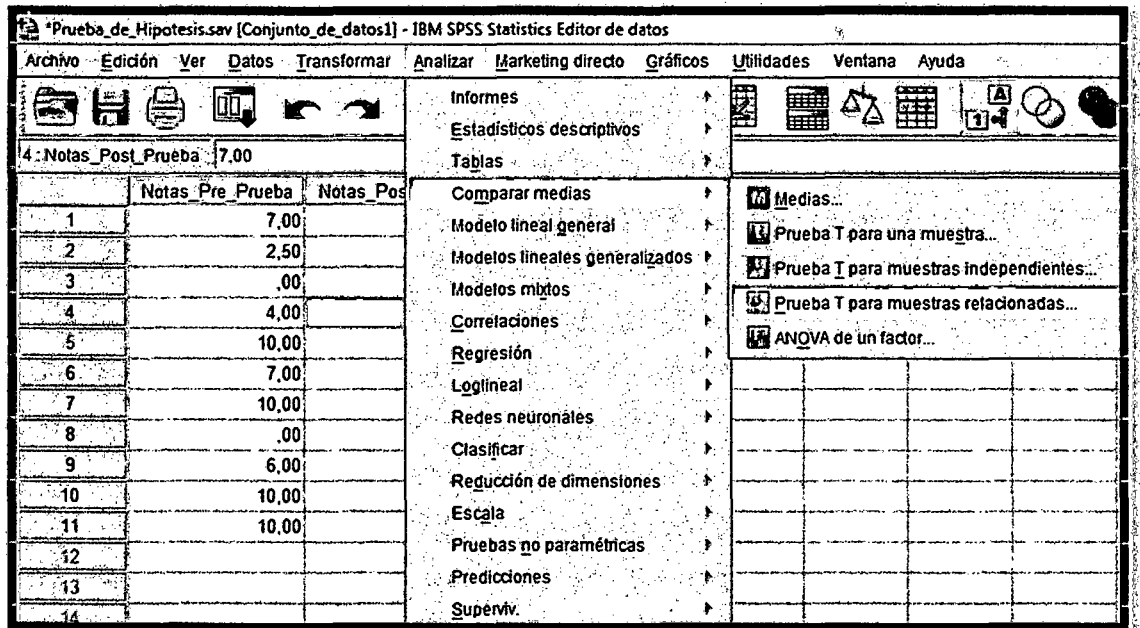 *Prueba_de_Hipotesis.sav [Conjunto_de_datos1] - IBM SPSS Statistics Editor de datos
Archivo Edición Ver Datos Transformar Analizar Marketing directo Gráficos Utilidades Ventana Ayuda
4 : Notas_Post_Prueba 7,00
Notas_Pre_Prueba Notas_Pos
1 7,00
2 2,50
3 ,00
4 4,00
5 10,00
6 7,00
7 10,00
8 ,00
9 6,00
10 10,00
11 10,00
12
13
14
Informes
Estadísticos descriptivos
Tablas
Comparar medias
Modelo lineal general
Modelos lineales generalizados
Modelos mixtos
Correlaciones
Regresión
Loglineal
Redes neuronales
Clasificar
Reducción de dimensiones
Escala
Pruebas no paramétricas
Predicciones
Superviv.
Medias...
Prueba T para una muestra...
Prueba T para muestras independientes...
Prueba T para muestras relacionadas...
ANOVA de un factor...
A
1